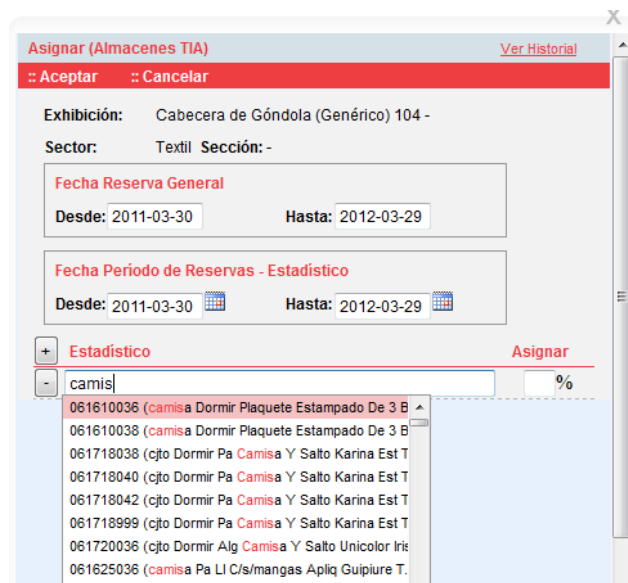 X
Asignar (Almacenes TIA) Ver Historial
:: Aceptar :: Cancelar
Exhibición: Cabecera de Góndola (Genérico) 104 -
Sector: Textil Sección: -
Fecha Reserva General
Desde: 2011-03-30 Hasta: 2012-03-29
Fecha Período de Reservas - Estadístico
Desde: 2011-03-30 Hasta: 2012-03-29
+ Estadístico Asignar
- camis %
061610036 (camisa Dormir Plaquete Estampado De 3 B
061610038 (camisa Dormir Plaquete Estampado De 3 B
061718038 (cjto Dormir Pa Camisa Y Salto Karina Est T
061718040 (cjto Dormir Pa Camisa Y Salto Karina Est T
061718042 (cjto Dormir Pa Camisa Y Salto Karina Est T
061718999 (cjto Dormir Pa Camisa Y Salto Karina Est T
061720036 (cjto Dormir Alg Camisa Y Salto Unicolor Iris
061625036 (camisa Pa Ll C/s/mangas Apliq Guipiure T.